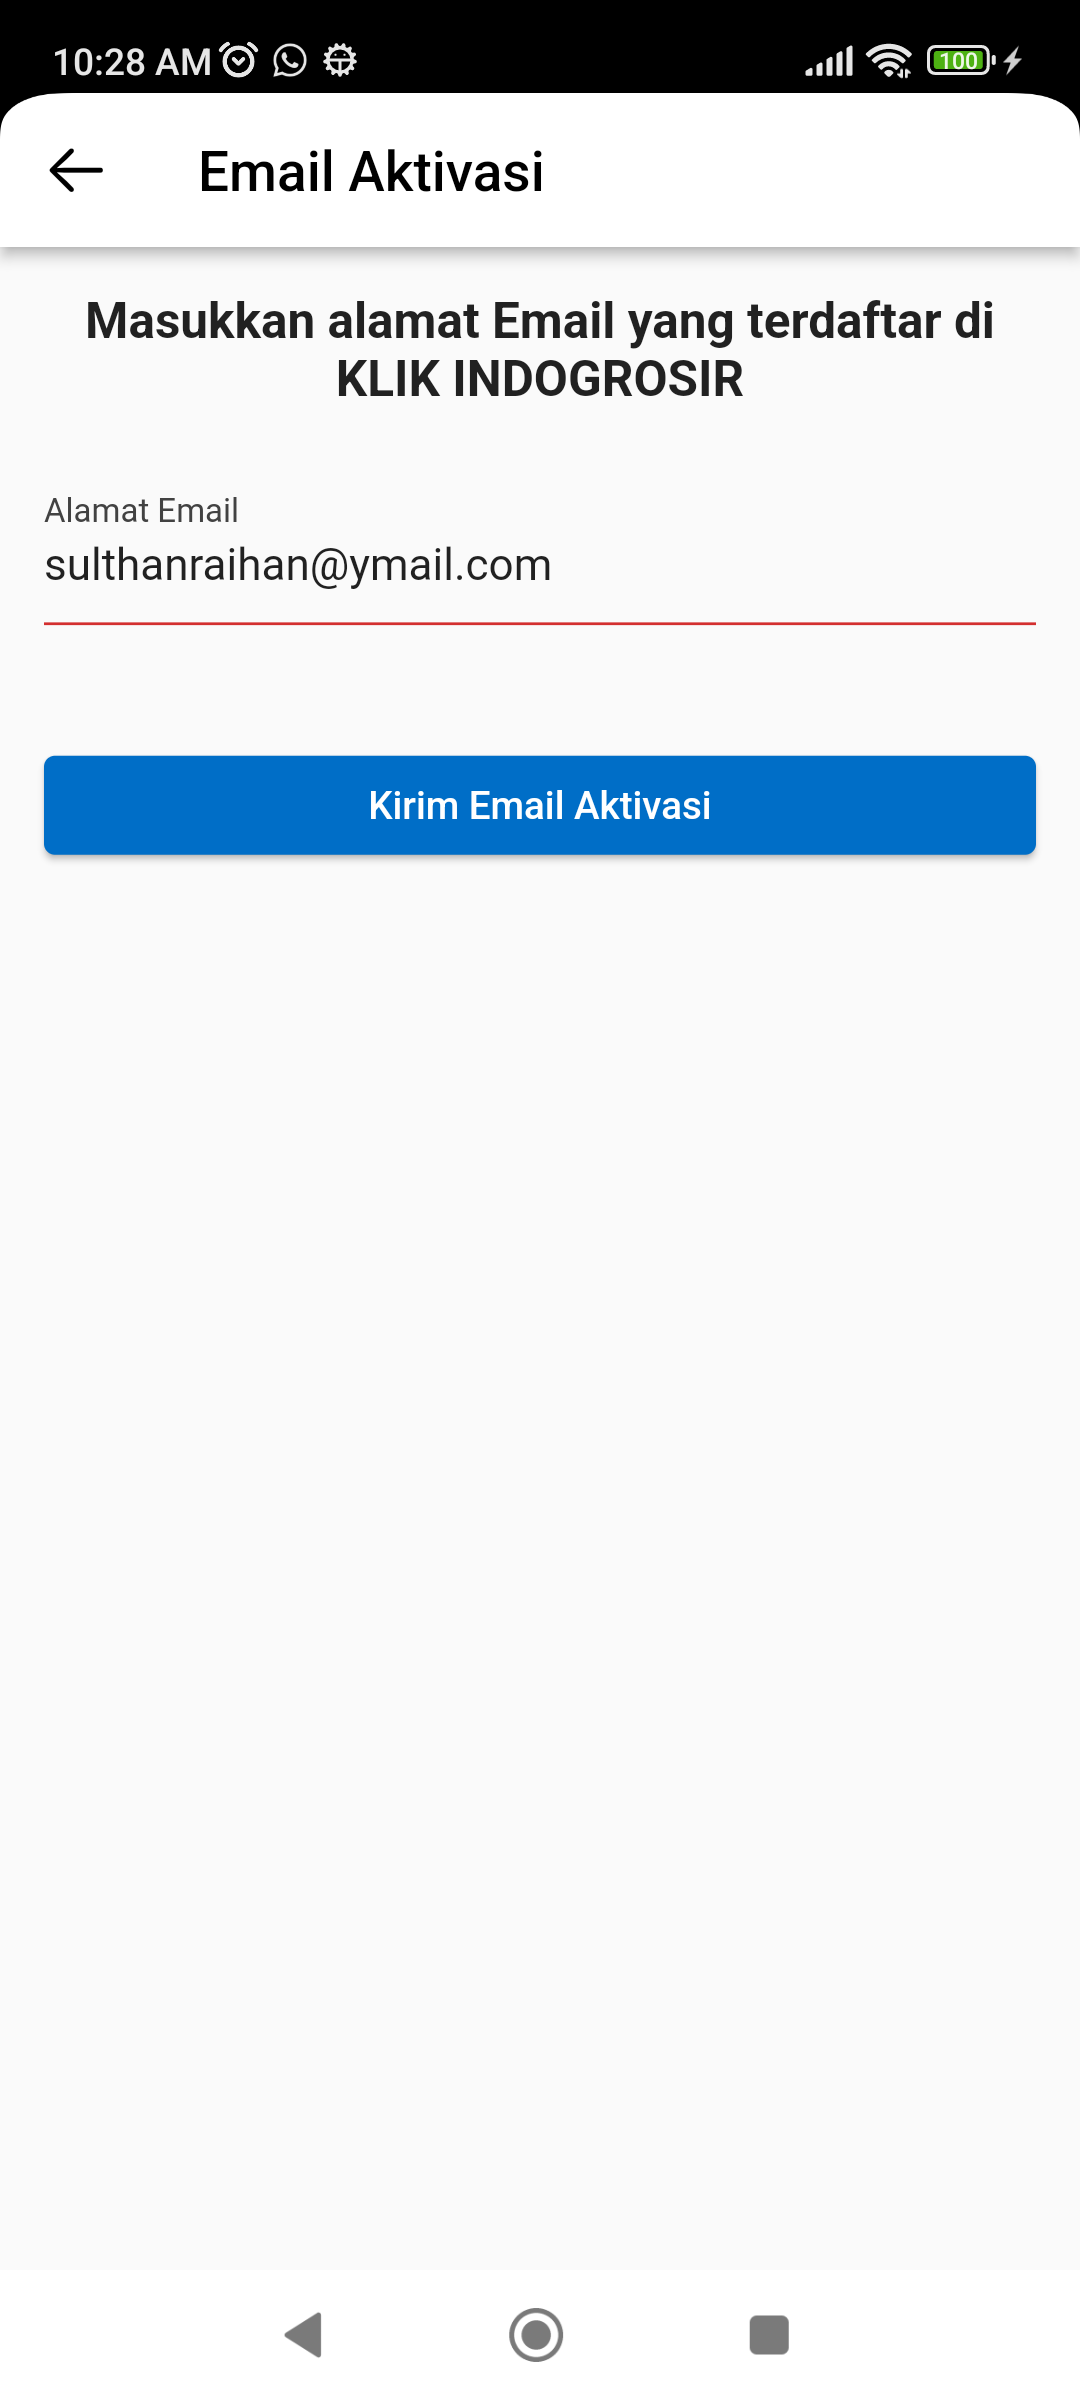 10:28 AM
100
Email Aktivasi
Masukkan alamat Email yang terdaftar di
KLIK INDOGROSIR
Alamat Email
sulthanraihan@ymail.com
Kirim Email Aktivasi